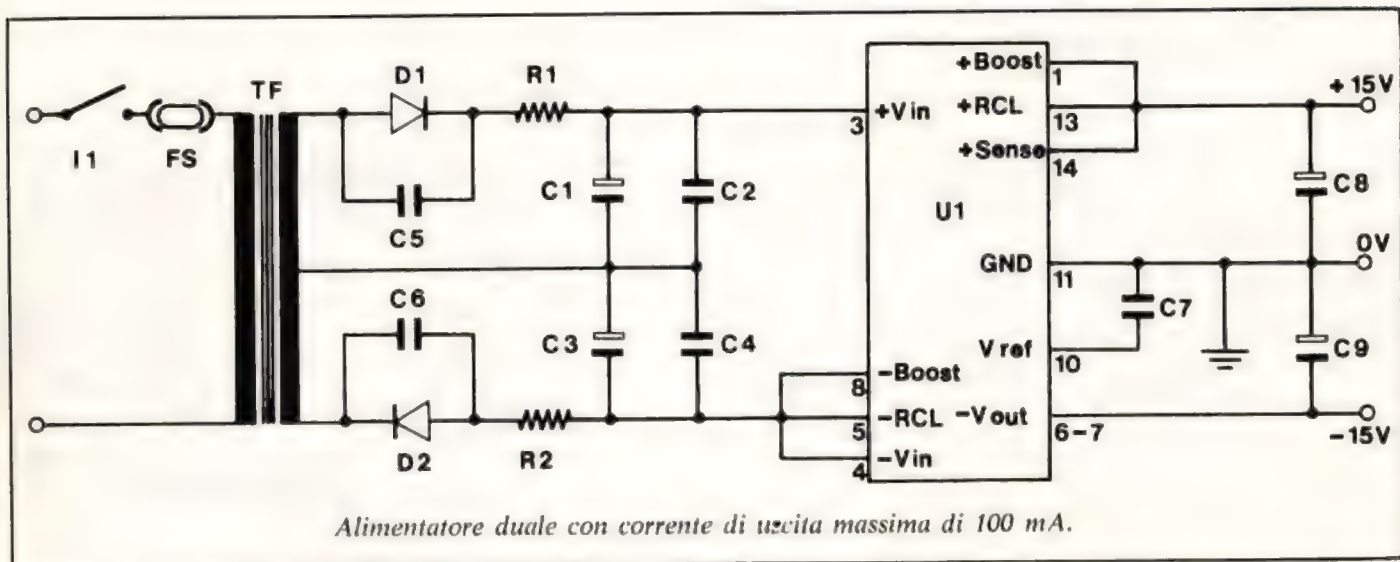 I1
FS
TF
D1
C5
R1
C1
C2
C6
D2
R2
C3
C4
+Vin
3
U1
+Boost
1
+RCL
13
+Sense
14
GND
11
Vref
10
C7
-Boost
8
-RCL
5
-Vin
4
-Vout
6-7
+15V
C8
0V
C9
-15V
Alimentatore duale con corrente di uscita massima di 100 mA.